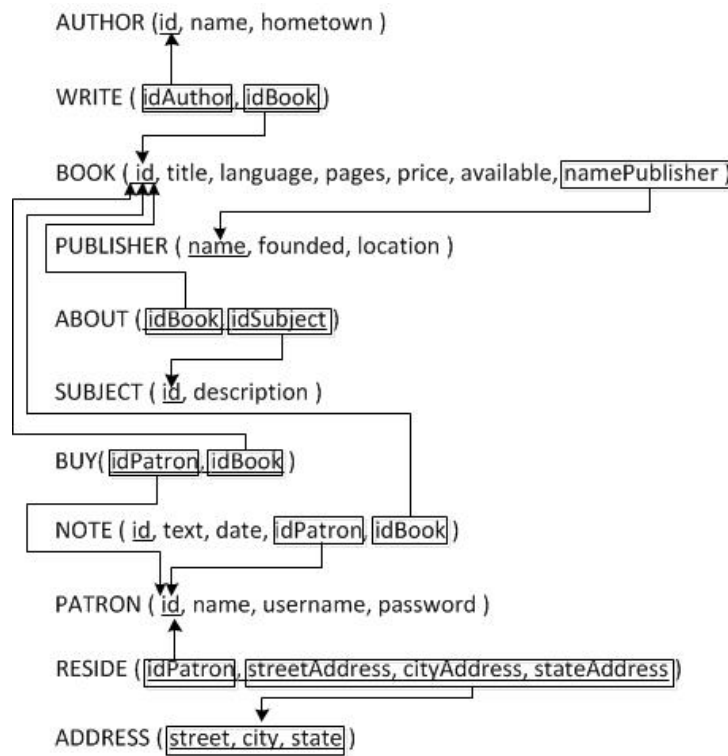 AUTHOR (id, name, hometown )
WRITE ( idAuthor, idBook)
BOOK ( id, title, language, pages, price, available, namePublisher )
PUBLISHER ( name, founded, location )
ABOUT ( idBook, idSubject )
SUBJECT ( id, description )
BUY( idPatron, idBook )
NOTE ( id, text, date, idPatron, idBook )
PATRON ( id, name, username, password )
RESIDE ( idPatron, streetAddress, cityAddress, stateAddress )
ADDRESS ( street, city, state )